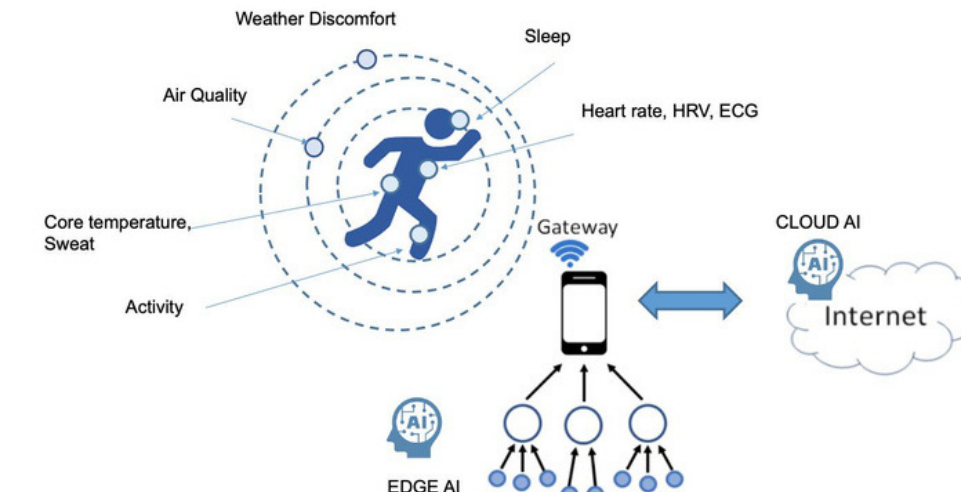 Weather Discomfort
Sleep
Air Quality
Heart rate, HRV, ECG
Core temperature,
Sweat
Gateway
CLOUD AI
AI
Internet
Activity
AI
EDGE AI